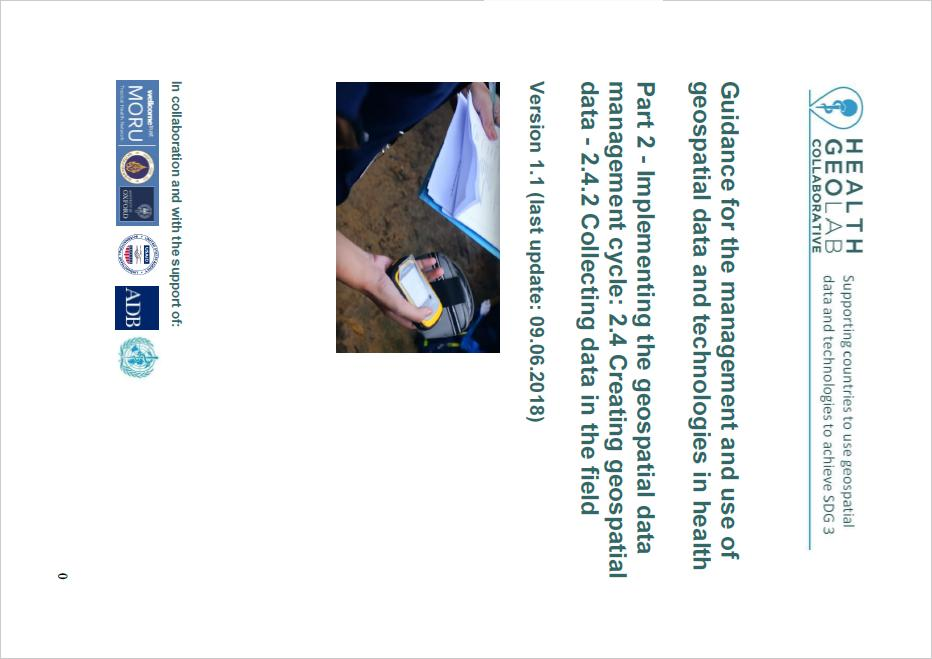 HEALTH
GEOLAB
COLLABORATIVE
Supporting countries to use geospatial
data and technologies to achieve SDG 3
Guidance for the management and use of
geospatial data and technologies in health
Part 2 - Implementing the geospatial data
management cycle: 2.4 Creating geospatial
data - 2.4.2 Collecting data in the field
Version 1.1 (last update: 09.06.2018)
In collaboration and with the support of:
MORU
Tropical Health Network
UNIVERSITY OF
OXFORD
USAID
ADB
0